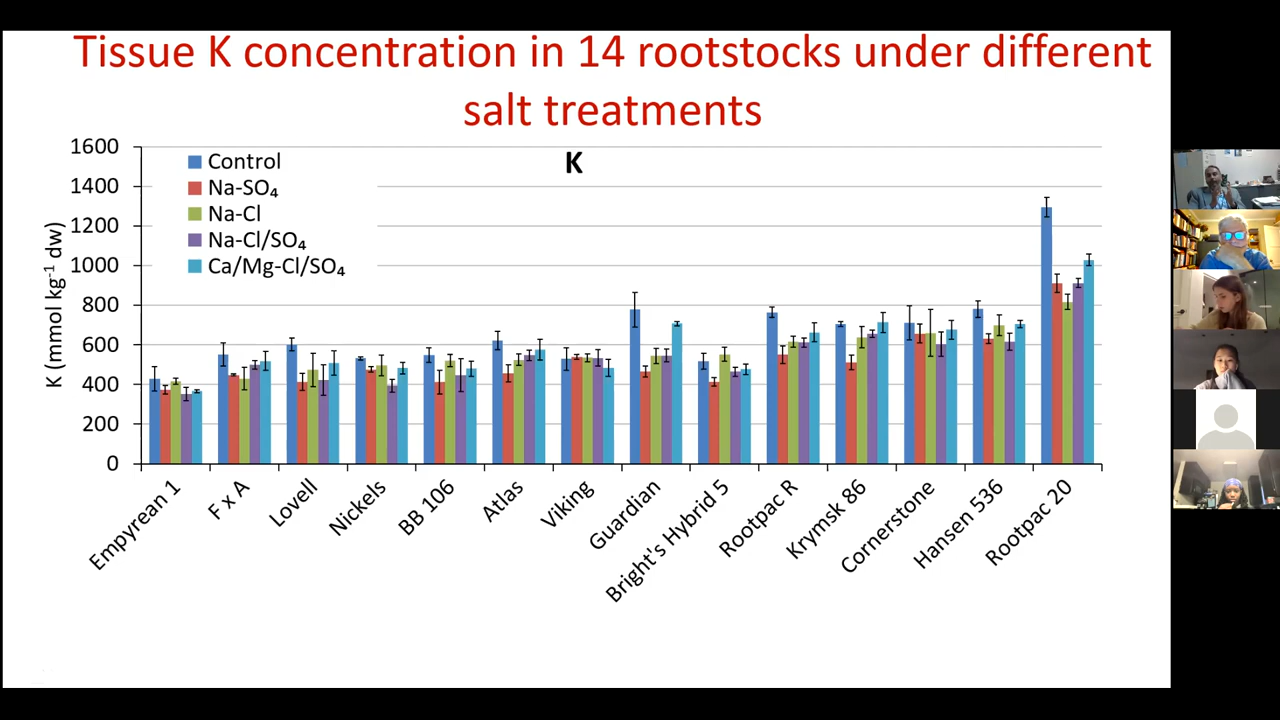 Tissue K concentration in 14 rootstocks under different
salt treatments
K
K (mmol kg⁻¹ dw)
1600
1400
1200
1000
800
600
400
200
0
Control
Na-SO₄
Na-Cl
Na-Cl/SO₄
Ca/Mg-Cl/SO₄
Empyrean 1
F x A
Lovell
Nickels
BB 106
Atlas
Viking
Guardian
Bright's Hybrid 5
Rootpac R
Krymsk 86
Cornerstone
Hansen 536
Rootpac 20